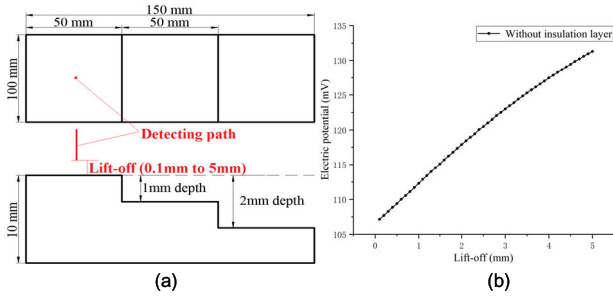 150 mm
50 mm
50 mm
100 mm
Detecting path
Lift-off (0.1mm to 5mm)
1mm depth
2mm depth
10 mm
(a)
Without insulation layer
Electric potential (mV)
135
130
125
120
115
110
105
0
1
2
3
4
5
Lift-off (mm)
(b)